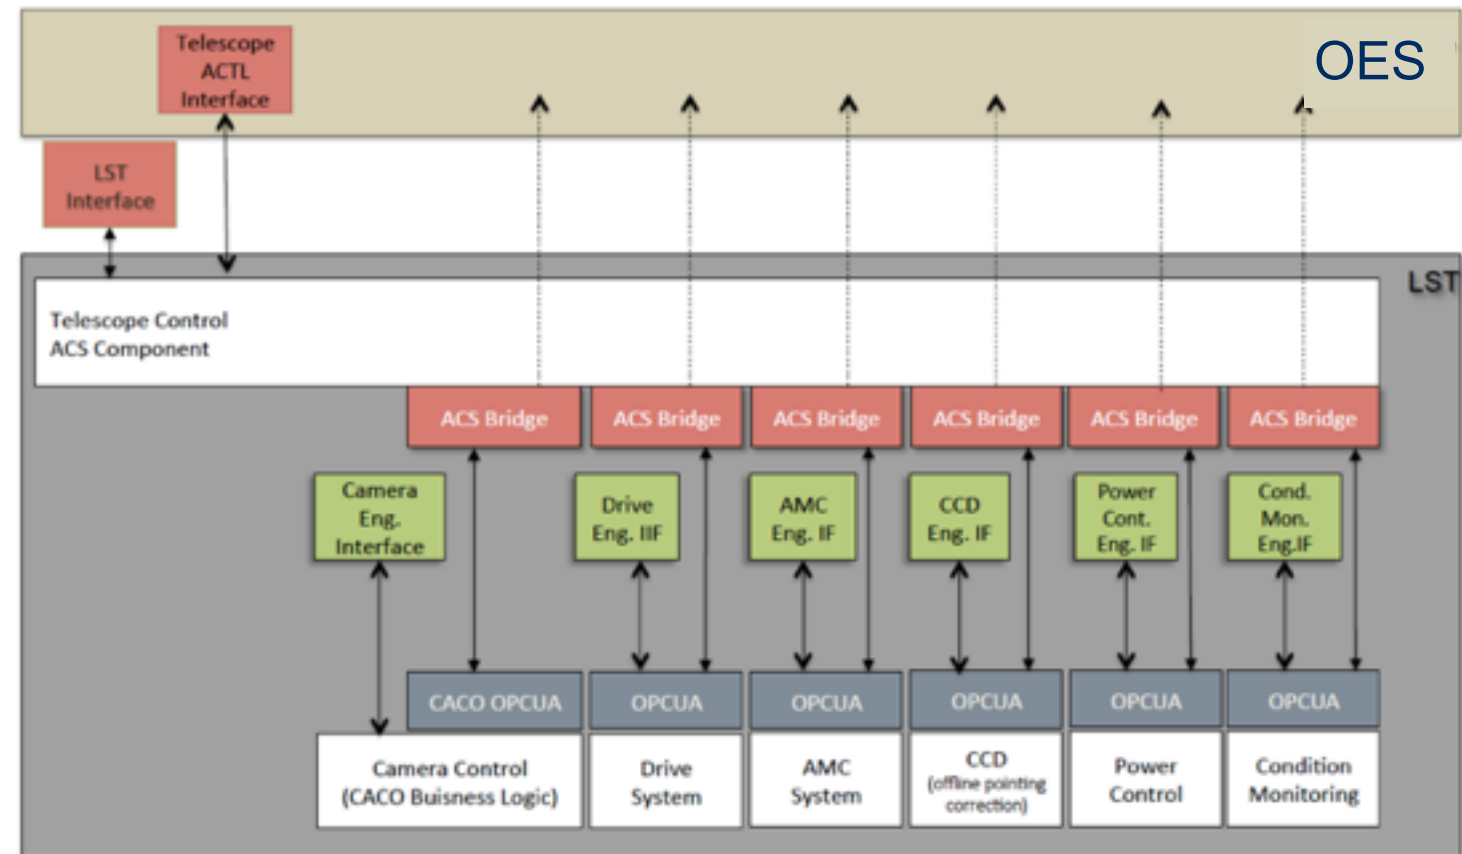 Telescope
ACTL
Interface
OES
LST
Interface
LST
Telescope Control
ACS Component
ACS Bridge
ACS Bridge
ACS Bridge
ACS Bridge
ACS Bridge
ACS Bridge
Camera
Eng.
Interface
Drive
Eng. IIF
AMC
Eng. IF
CCD
Eng. IF
Power
Cont.
Eng. IF
Cond.
Mon.
Eng.IF
CACO OPCUA
OPCUA
OPCUA
OPCUA
OPCUA
OPCUA
Camera Control
(CACO Buisness Logic)
Drive
System
AMC
System
CCD
(offline pointing
correction)
Power
Control
Condition
Monitoring